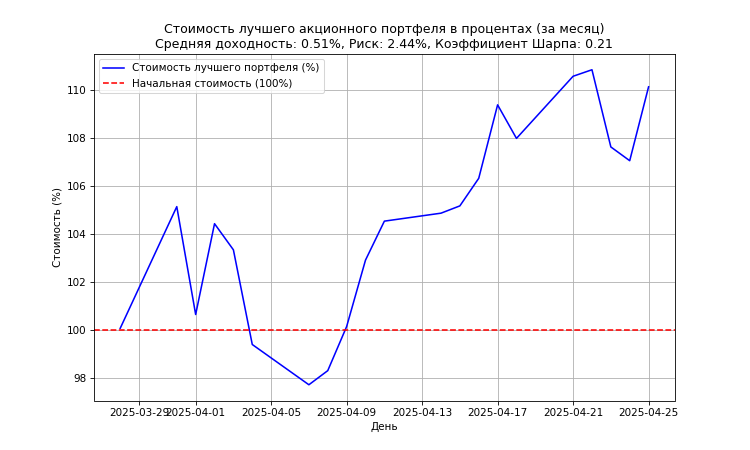 Стоимость лучшего акционного портфеля в процентах (за месяц)
Средняя доходность: 0.51%, Риск: 2.44%, Коэффициент Шарпа: 0.21
Стоимость лучшего портфеля (%)
Начальная стоимость (100%)
Стоимость (%)
110
108
106
104
102
100
98
2025-03-29
2025-04-01
2025-04-05
2025-04-09
2025-04-13
2025-04-17
2025-04-21
2025-04-25
День